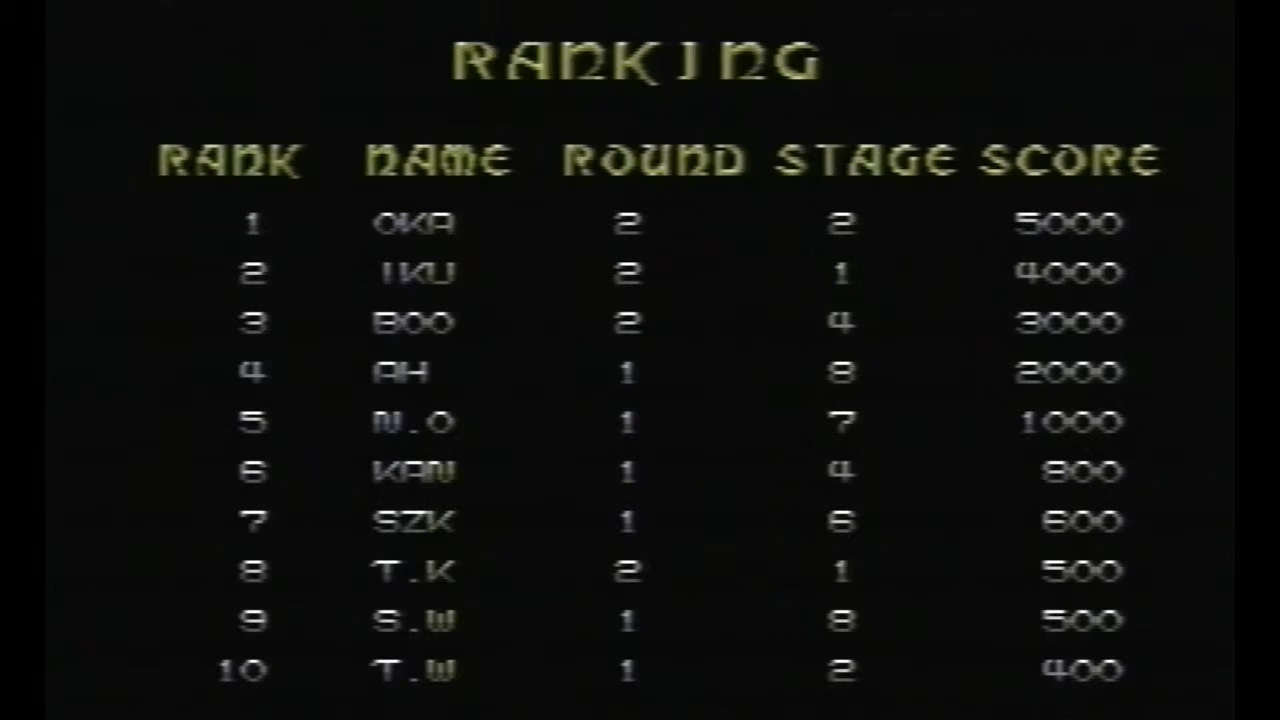 RANKING
RANK NAME ROUND STAGE SCORE
1 OKA 2 2 5000
2 IKU 2 1 4000
3 BOO 2 4 3000
4 AH 1 8 2000
5 N.O 1 7 1000
6 KAN 1 4 800
7 SZK 1 6 600
8 T.K 2 1 500
9 S.W 1 8 500
10 T.W 1 2 400